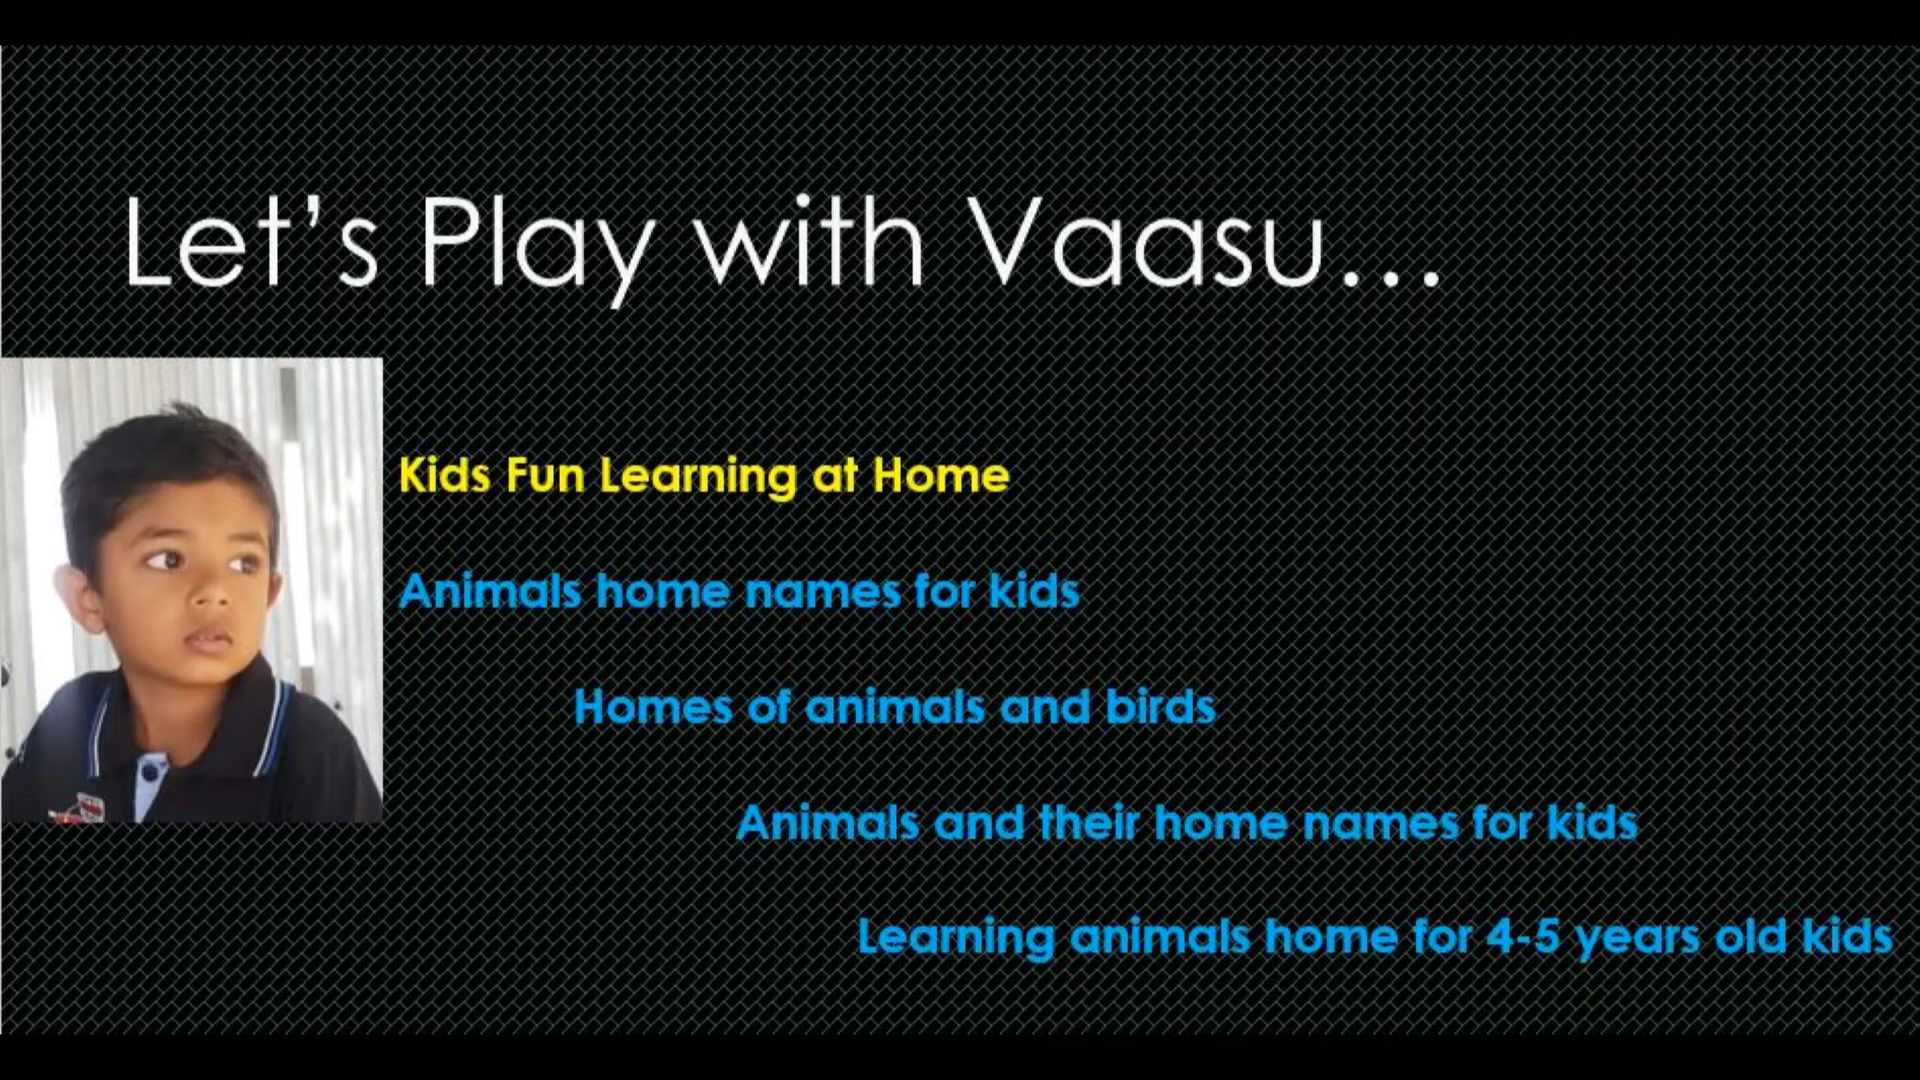 Let’s Play with Vaasu...
Kids Fun Learning at Home
Animals home names for kids
Homes of animals and birds
Animals and their home names for kids
Learning animals home for 4-5 years old kids